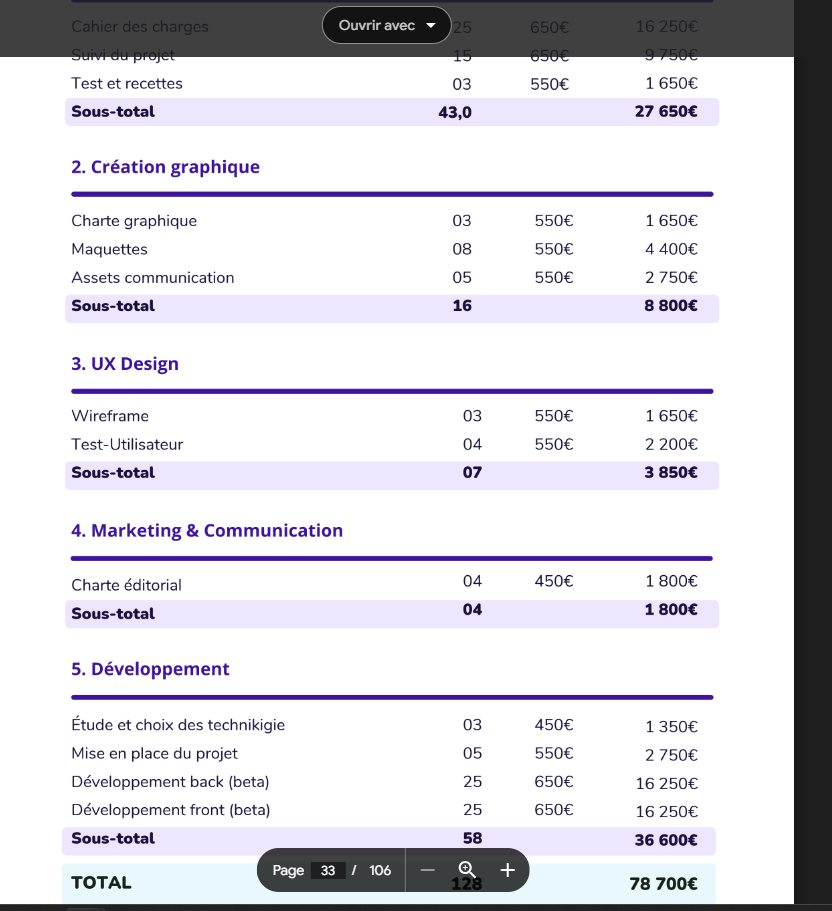 Ouvrir avec
Cahier des charges 25 650€ 16 250€
Suivi du projet 15 650€ 9 750€
Test et recettes 03 550€ 1 650€
Sous-total 43,0 27 650€
2. Création graphique
Charte graphique 03 550€ 1 650€
Maquettes 08 550€ 4 400€
Assets communication 05 550€ 2 750€
Sous-total 16 8 800€
3. UX Design
Wireframe 03 550€ 1 650€
Test-Utilisateur 04 550€ 2 200€
Sous-total 07 3 850€
4. Marketing & Communication
Charte éditorial 04 450€ 1 800€
Sous-total 04 1 800€
5. Développement
Étude et choix des technikigie 03 450€ 1 350€
Mise en place du projet 05 550€ 2 750€
Développement back (beta) 25 650€ 16 250€
Développement front (beta) 25 650€ 16 250€
Sous-total 58 36 600€
Page 33 / 106
TOTAL 128 78 700€